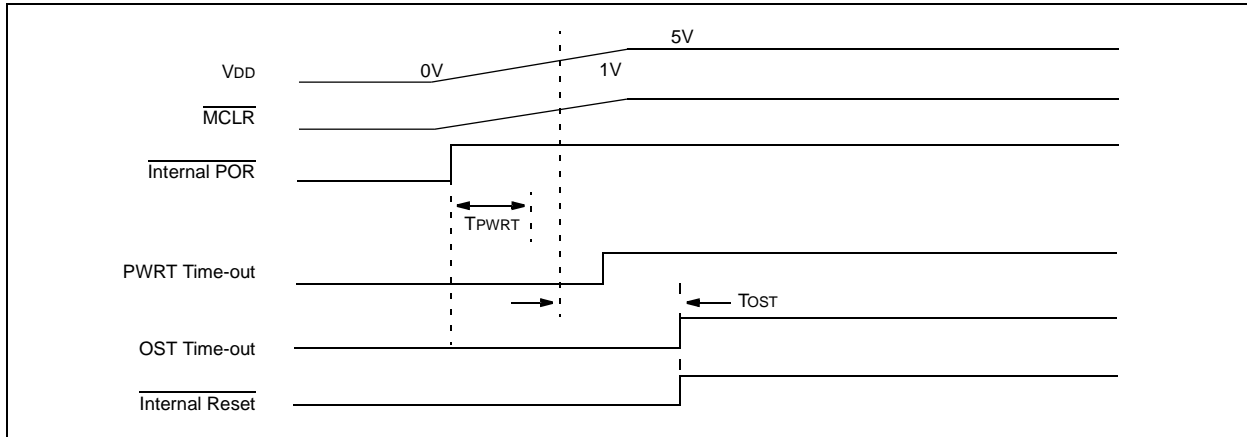 5V
VDD
0V
1V
MCLR
Internal POR
TPWRT
PWRT Time-out
TOST
OST Time-out
Internal Reset